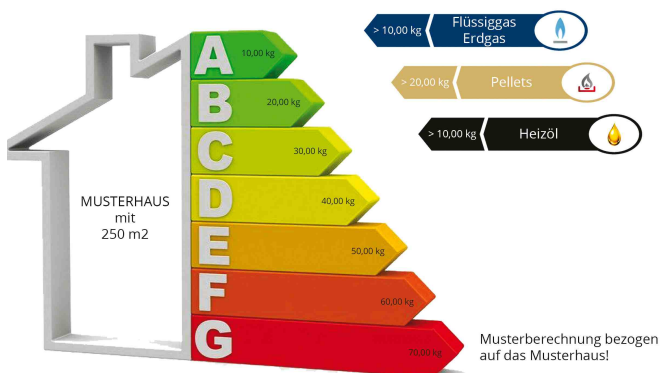 A 10,00 kg
B 20,00 kg
C 30,00 kg
D 40,00 kg
E 50,00 kg
F 60,00 kg
G 70,00 kg
MUSTERHAUS
mit
250 m2
> 10,00 kg Flüssiggas
Erdgas
> 20,00 kg Pellets
> 10,00 kg Heizöl
Musterberechnung bezogen
auf das Musterhaus!